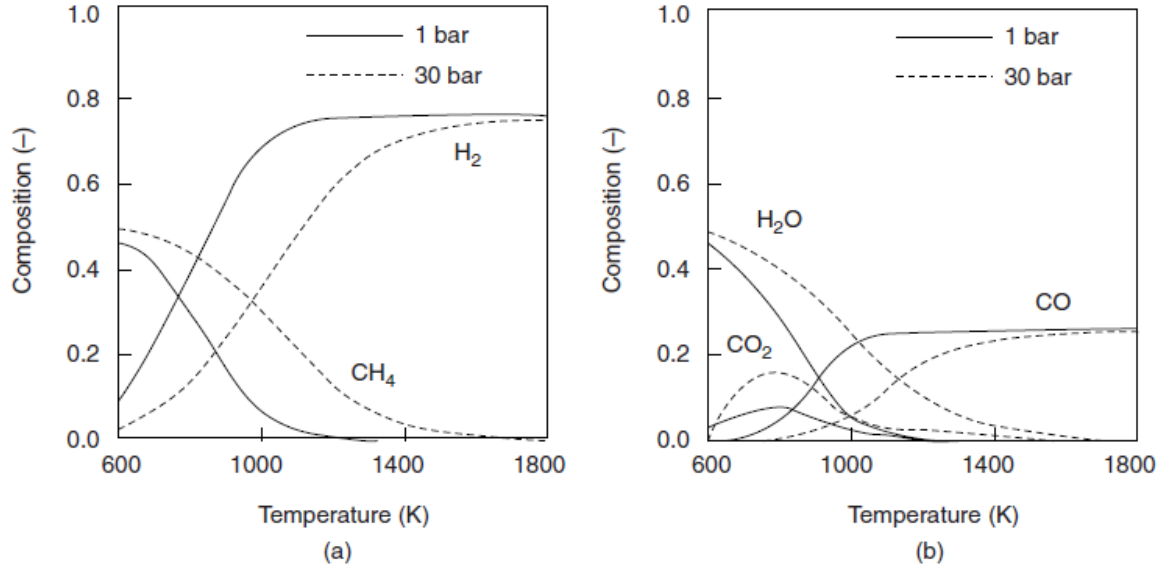 1.0
0.8
0.6
0.4
0.2
0.0
Composition (–)
1 bar
30 bar
H2
CH4
600
1000
1400
1800
Temperature (K)
(a)
1.0
0.8
0.6
0.4
0.2
0.0
Composition (–)
1 bar
30 bar
H2O
CO
CO2
600
1000
1400
1800
Temperature (K)
(b)